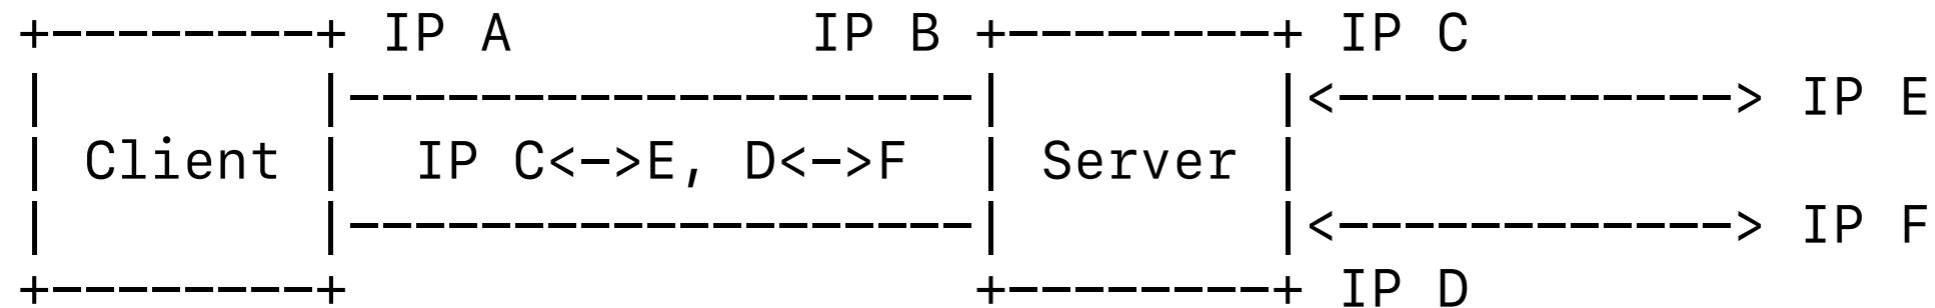 +---------+ IP A         IP B +--------+ IP C
|         |--------------------|        |<------------> IP E
| Client |  IP C<->E, D<->F  | Server |
|         |--------------------|        |<------------> IP F
+---------+                   +--------+ IP D